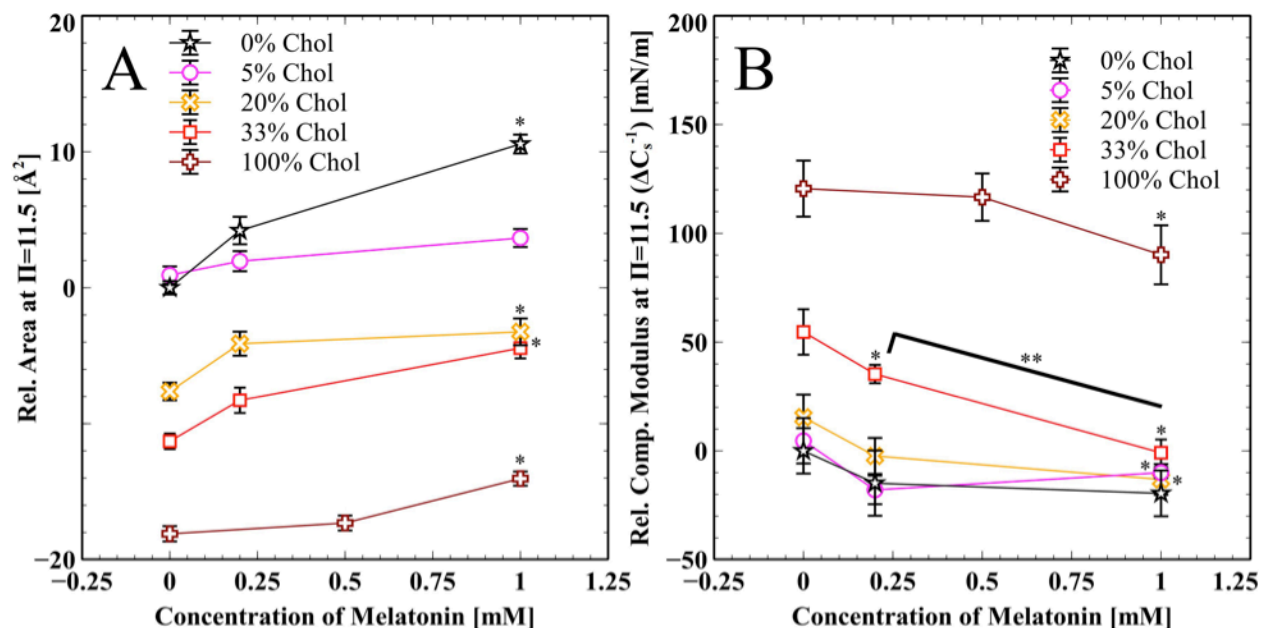 A
0% Chol
5% Chol
20% Chol
33% Chol
100% Chol
20
10
0
−20
Rel. Area at Π=11.5 [Å²]
*
*
*
*
−0.25 0 0.25 0.5 0.75 1 1.25
Concentration of Melatonin [mM]
B
0% Chol
5% Chol
20% Chol
33% Chol
100% Chol
200
150
100
50
0
−50
Rel. Comp. Modulus at Π=11.5 (ΔCₛ⁻¹) [mN/m]
*
*
**
*
*
*
−0.25 0 0.25 0.5 0.75 1 1.25
Concentration of Melatonin [mM]